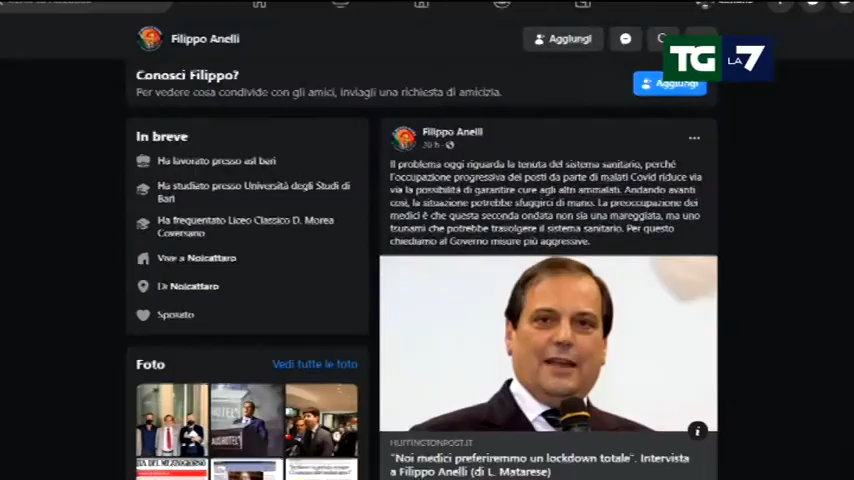 Filippo Anelli
Aggiungi
TG LA 7
Conosci Filippo?
Per vedere cosa condivide con gli amici, inviagli una richiesta di amicizia.
Aggiungi
In breve
Ha lavorato presso asl bari
Ha studiato presso Università degli Studi di
Bari
Ha frequentato Liceo Classico D. Morea
Conversano
Vive a Noicattaro
Di Noicattaro
Sposato
Foto
Vedi tutte le foto
Filippo Anelli
20 h
Il problema oggi riguarda la tenuta del sistema sanitario, perché
l'occupazione progressiva dei posti da parte di malati Covid riduce via
via la possibilità di garantire cure agli altri ammalati. Andando avanti
così, la situazione potrebbe sfuggirci di mano. La preoccupazione dei
medici è che questa seconda ondata non sia una mareggiata, ma uno
tsunami che potrebbe travolgere il sistema sanitario. Per questo
chiediamo al Governo misure più aggressive.
HUFFINGTONPOST.IT
"Noi medici preferiremmo un lockdown totale". Intervista
a Filippo Anelli (di L. Matarese)